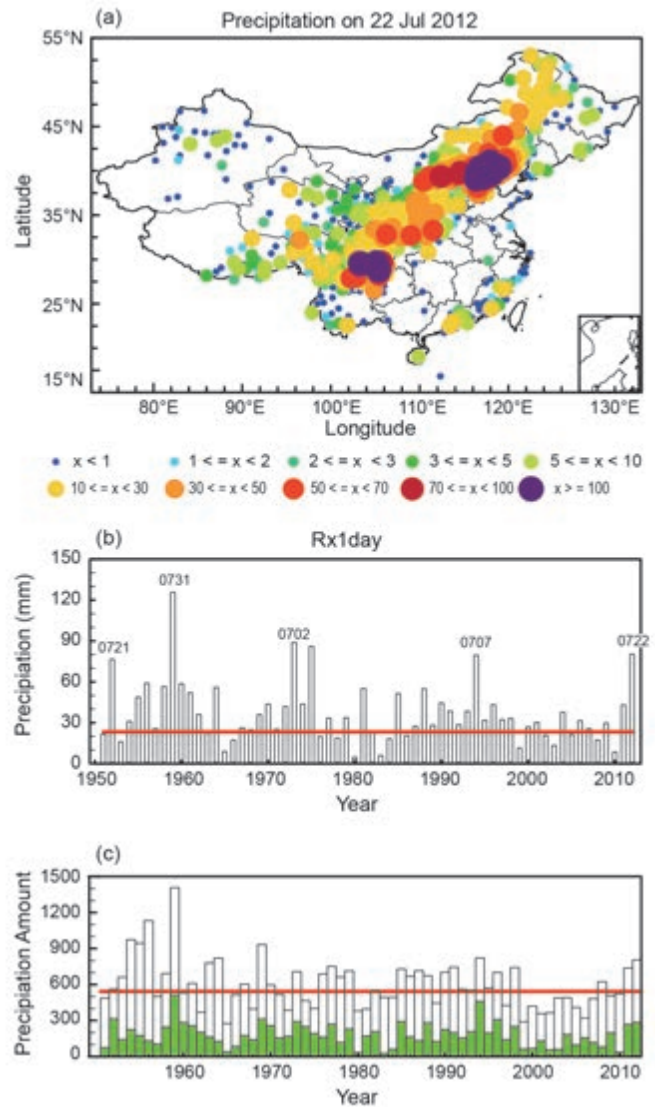 (a) Precipitation on 22 Jul 2012
55°N
45°N
35°N
25°N
15°N
Latitude
80°E 90°E 100°E 110°E 120°E 130°E
Longitude
x < 1 1 <= x < 2 2 <= x < 3 3 <= x < 5 5 <= x < 10
10 <= x < 30 30 <= x < 50 50 <= x < 70 70 <= x < 100 x >= 100
(b) Rx1day
150
120
90
60
30
0
Precipiation (mm)
0721 0731 0702 0707 0722
1950 1960 1970 1980 1990 2000 2010
Year
(c)
1500
1200
900
600
300
0
Precipiation Amount
1960 1970 1980 1990 2000 2010
Year